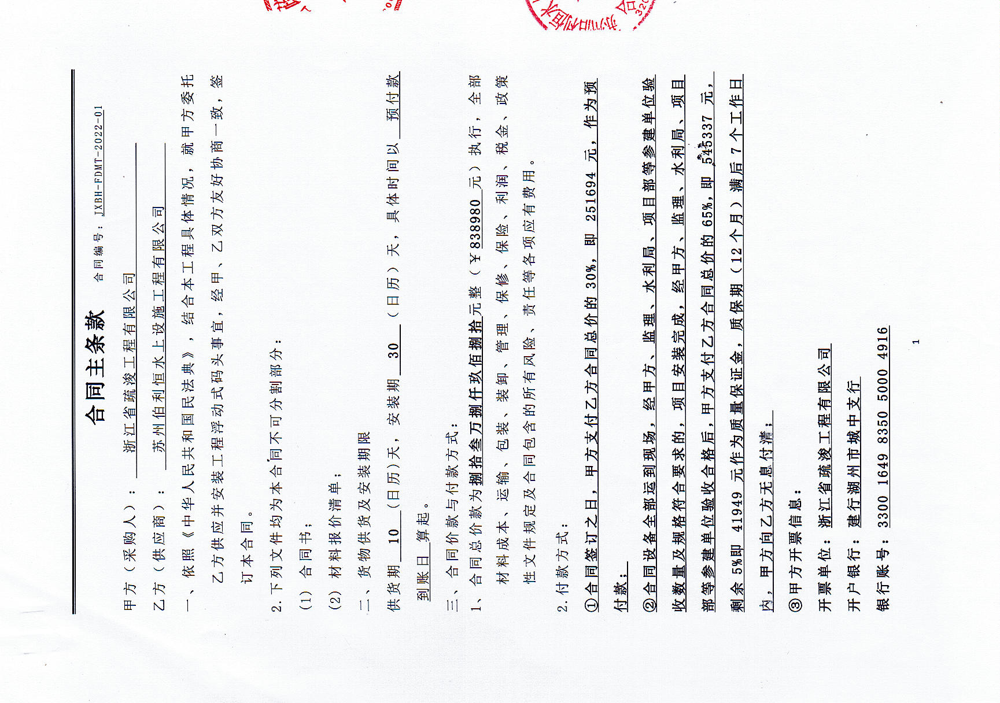 合同主条款
合同编号：JXBH-FDMT-2022-01
甲方（采购人）： 浙江省疏浚工程有限公司
乙方（供应商）： 苏州伯利恒水上设施工程有限公司
一、依照《中华人民共和国民法典》，结合本工程具体情况，就甲方委托
乙方供应并安装工程浮动式码头事宜，经甲、乙双方友好协商一致，签
订本合同。
2.下列文件均为本合同不可分割部分：
(1) 合同书；
(2) 材料报价清单；
二、货物供货及安装期限
供货期 10 (日历)天，安装期 30 （日历）天，具体时间以 预付款
到账日 算起。
三、合同价款与付款方式：
1、合同总价款为捌拾叁万捌仟玖佰捌拾元整（￥838980元）执行，全部
材料成本、运输、包装、装卸、管理、保修、保险、利润、税金、政策
性文件规定及合同包含的所有风险、责任等各项应有费用。
2.付款方式：
①合同签订之日，甲方支付乙方合同总价的 30%，即 251694 元，作为预
付款；
②合同设备全部运到现场，经甲方、监理、水利局、项目部等参建单位验
收数量及规格符合要求的，项目安装完成，经甲方、监理、水利局、项目
部等参建单位验收合格后，甲方支付乙方合同总价的 65%，即 545337 元，
剩余 5%即 41949 元作为质量保证金，质保期（12 个月）满后 7 个工作日
内，甲方向乙方无息付清；
③甲方开票信息：
开票单位：浙江省疏浚工程有限公司
开户银行：建行湖州市城中支行
银行账号：3300 1649 8350 5000 4916
1